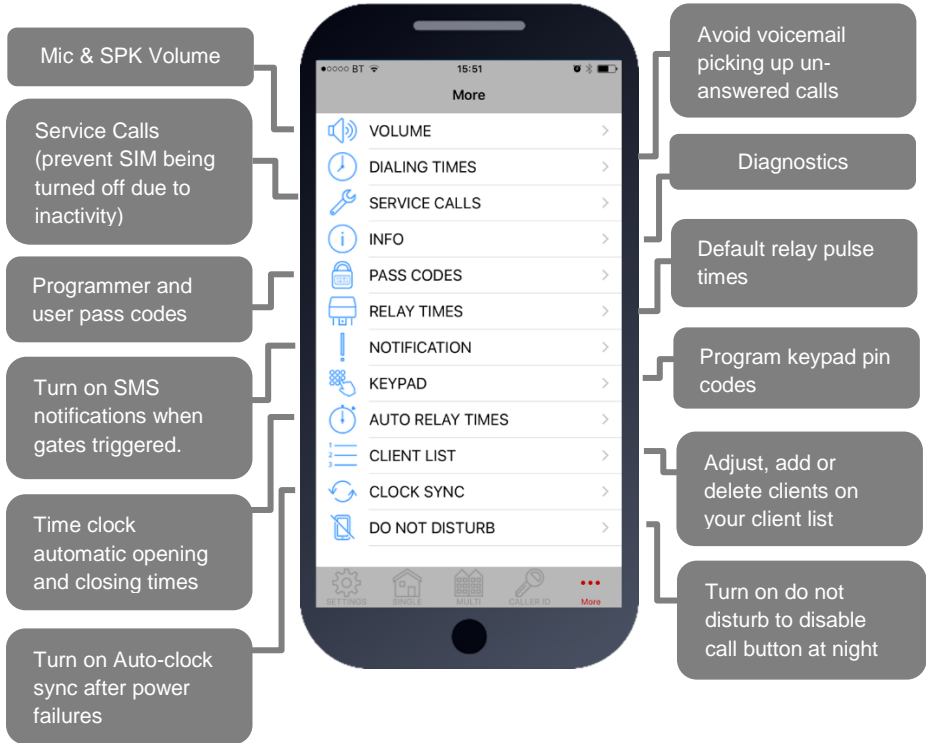 Mic & SPK Volume
Service Calls
(prevent SIM being
turned off due to
inactivity)
Programmer and
user pass codes
Turn on SMS
notifications when
gates triggered.
Time clock
automatic opening
and closing times
Turn on Auto-clock
sync after power
failures
BT 15:51
More
VOLUME
DIALING TIMES
SERVICE CALLS
INFO
PASS CODES
RELAY TIMES
NOTIFICATION
KEYPAD
AUTO RELAY TIMES
CLIENT LIST
CLOCK SYNC
DO NOT DISTURB
SETTINGS SINGLE MULTI CALLER ID More
Avoid voicemail
picking up un-
answered calls
Diagnostics
Default relay pulse
times
Program keypad pin
codes
Adjust, add or
delete clients on
your client list
Turn on do not
disturb to disable
call button at night